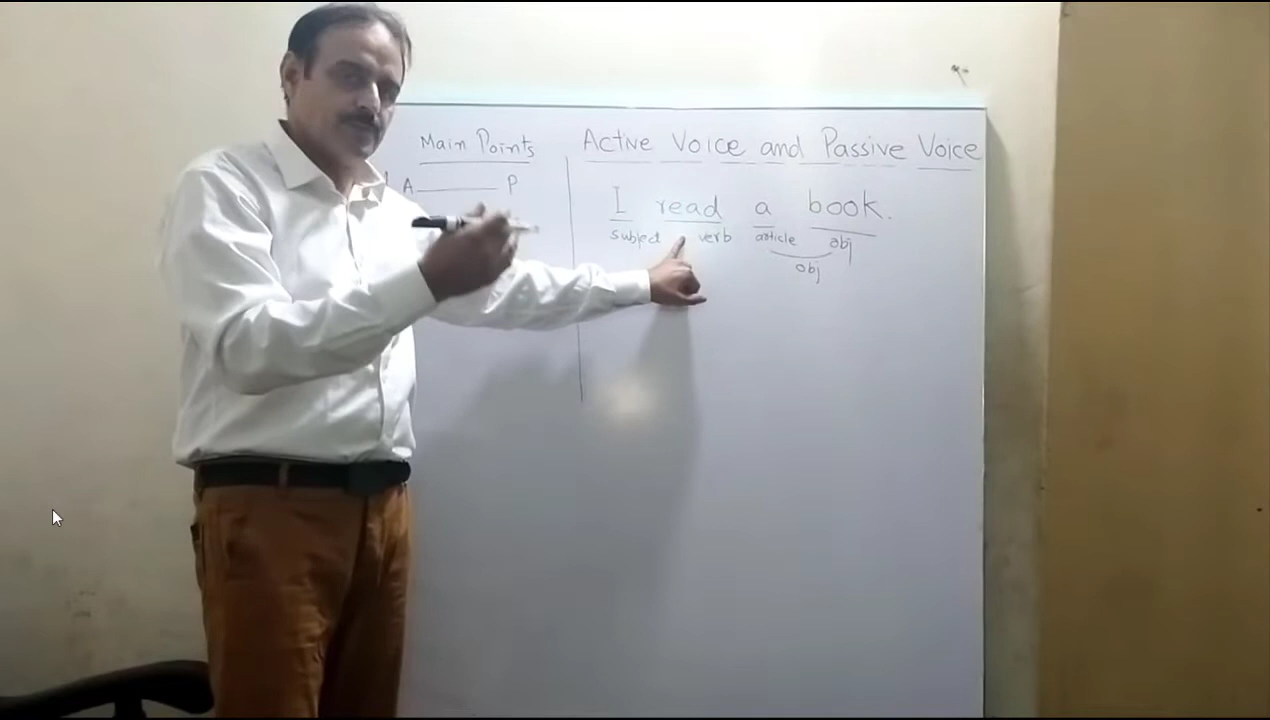 Main Points
A P
Active Voice and Passive Voice
I read a book.
subject verb article obj
obj